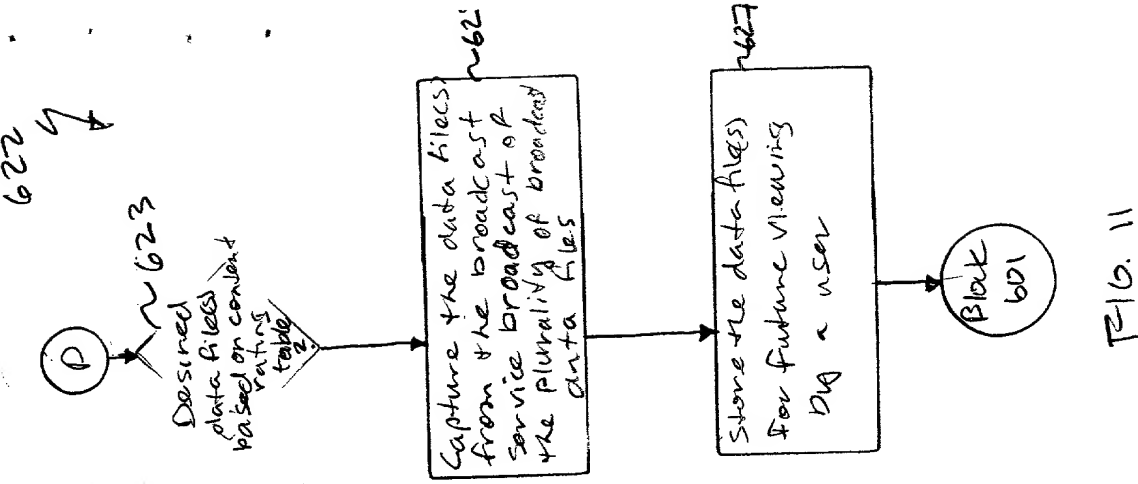 622
D
~623
Desired
data file(s)
based on content
rating
table
?
~62
Capture the data file(s)
from the broadcast
service broadcast of
the plurality of broadcast
data files
~627
Store the data file(s)
for future viewing
by a user
Block
601
FIG. 11